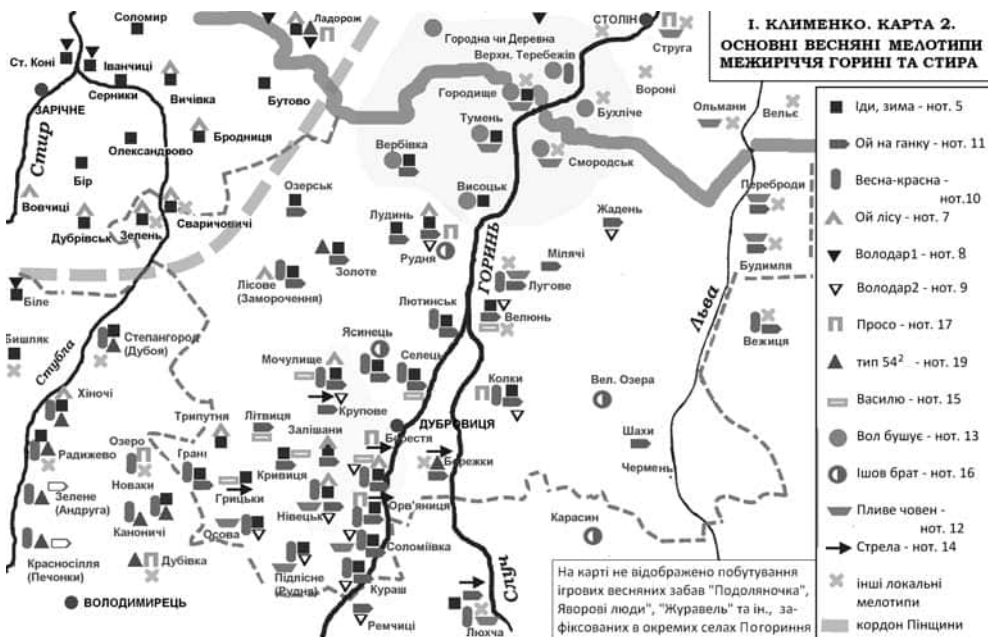 І. КЛИМЕНКО. КАРТА 2.
ОСНОВНІ ВЕСНЯНІ МЕЛОТИПИ
МЕЖИРІЧЧЯ ГОРИНІ ТА СТИРА
Іди, зима - нот. 5
Ой на ганку - нот. 11
Весна-красна -
нот.10
Ой лісу - нот. 7
Володар1 - нот. 8
Володар2 - нот. 9
Просо - нот. 17
тип 54² - нот. 19
Василю - нот. 15
Вол бушує - нот. 13
Ішов брат - нот. 16
Пливе човен -
нот. 12
Стрела - нот. 14
інші локальні
мелотипи
кордон Пінщини
Соломир
Ладорож
СТОЛІН
Городна чи Деревна
Струга
Ст. Коні
Іванчиці
Верхн. Теребежів
Серники
Вичівка
Бутово
Городище
Вороні
Ольмани
Вельє
ЗАРІЧНЕ
Бухліче
Стир
Олександрово
Бродниця
Тумень
Вербівка
Смородськ
Бір
Озерськ
Висоцьк
Переброди
Вовчиці
Дубрівськ
Зелень
Сваричовичі
Лудинь
Жадень
Рудня
ГОРИНЬ
Золоте
Мілячі
Будимля
Лісове
(Заморочення)
Лугове
Біле
Лютинськ
Велюнь
Льва
Степангород
(Дубоя)
Ясинець
Вежиця
Бишляк
Стубла
Мочулище
Селець
Хіночі
Колки
Вел. Озера
Крупове
Трипутня
Літвиця
ДУБРОВИЦЯ
Залішани
Берестя
Шахи
Радижево
Озеро
Грані
Кривиця
Бережки
Чермень
Новаки
Зелене
(Андруга)
Грицьки
Орв'яниця
Нівецьк
Каноничі
Осова
Карасин
Соломіївка
Красносілля
(Печонки)
Дубівка
Підлісне
(Рудня)
Случ
Кураш
ВОЛОДИМИРЕЦЬ
Ремчиці
Люхча
На карті не відображено побутування
ігрових весняних забав "Подоляночка",
Яворові люди", "Журавель" та ін., за-
фіксованих в окремих селах Погориння